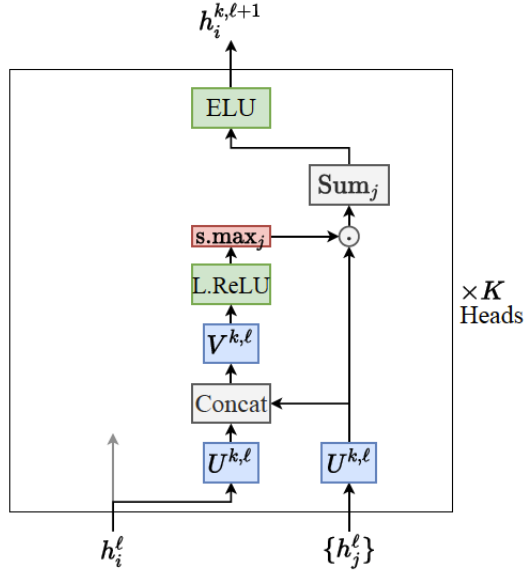 h_i^{k,ℓ+1}
ELU
Sum_j
s.max_j
·
L.ReLU
×K
Heads
V^{k,ℓ}
Concat
U^{k,ℓ} U^{k,ℓ}
h_i^ℓ {h_j^ℓ}